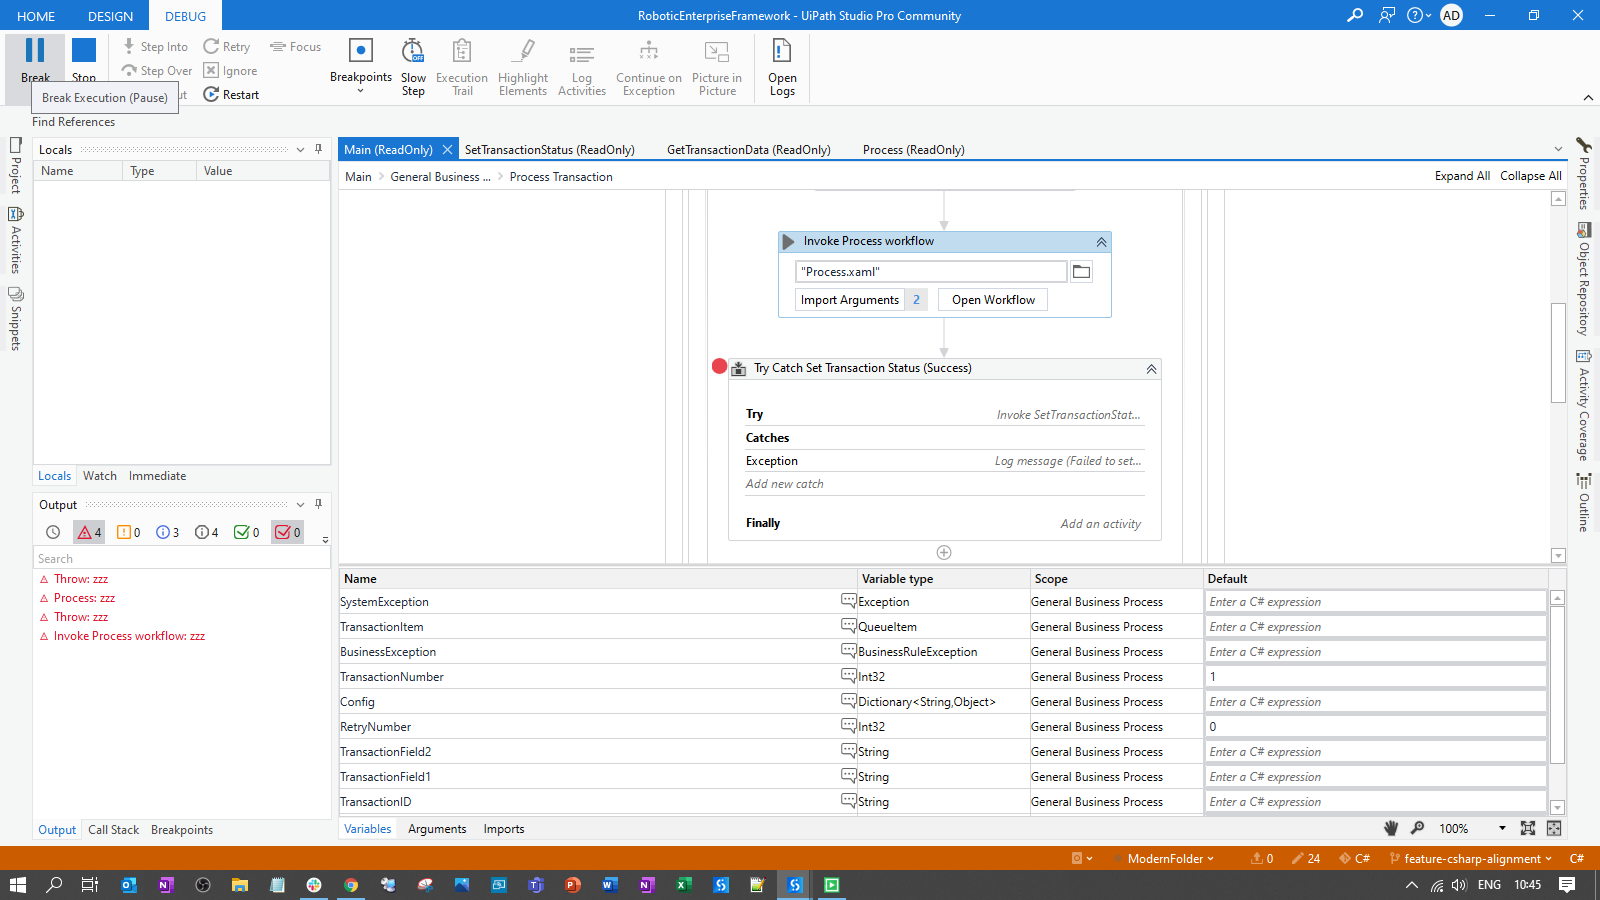 HOME DESIGN DEBUG
RoboticEnterpriseFramework - UiPath Studio Pro Community
AD
Break
Stop
Step Into
Step Over
Retry
Ignore
Restart
Focus
Breakpoints
Slow Step
Execution Trail
Highlight Elements
Log Activities
Continue on Exception
Picture in Picture
Open Logs
Break Execution (Pause)
Find References
Project
Activities
Snippets
Locals
Name Type Value
Locals Watch Immediate
Output
4 0 3 4 0 0
Search
Throw: zzz
Process: zzz
Throw: zzz
Invoke Process workflow: zzz
Output Call Stack Breakpoints
Main (ReadOnly) SetTransactionStatus (ReadOnly) GetTransactionData (ReadOnly) Process (ReadOnly)
Main > General Business ... > Process Transaction
Expand All Collapse All
Invoke Process workflow
"Process.xaml"
Import Arguments 2 Open Workflow
Try Catch Set Transaction Status (Success)
Try Invoke SetTransactionStat...
Catches
Exception Log message (Failed to set...
Add new catch
Finally Add an activity
Name Variable type Scope Default
SystemException Exception General Business Process Enter a C# expression
TransactionItem QueueItem General Business Process Enter a C# expression
BusinessException BusinessRuleException General Business Process Enter a C# expression
TransactionNumber Int32 General Business Process 1
Config Dictionary<String,Object> General Business Process Enter a C# expression
RetryNumber Int32 General Business Process 0
TransactionField2 String General Business Process Enter a C# expression
TransactionField1 String General Business Process Enter a C# expression
TransactionID String General Business Process Enter a C# expression
Variables Arguments Imports
100%
Properties
Object Repository
Activity Coverage
Outline
ModernFolder 0 24 C# feature-csharp-alignment C#
ENG 10:45